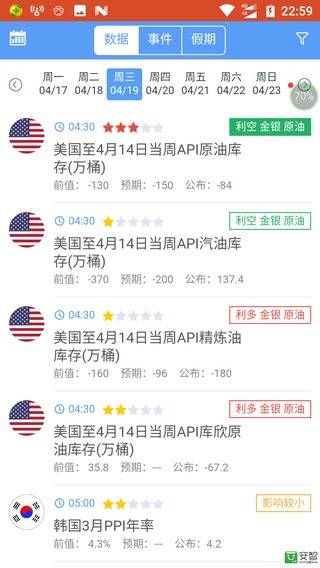 22:59
数据 事件 假期
周一 周二 周三 周四 周五 周六 周日
04/17 04/18 04/19 04/20 04/21 04/22 04/23
70%
04:30 利空 金银 原油
美国至4月14日当周API原油库
存(万桶)
前值： -130 预期： -150 公布： -84
04:30 利空 金银 原油
美国至4月14日当周API汽油库
存(万桶)
前值： -370 预期： -200 公布： 137.4
04:30 利多 金银 原油
美国至4月14日当周API精炼油
库存(万桶)
前值： -160 预期： -96 公布： -180
04:30 利多 金银 原油
美国至4月14日当周API库欣原
油库存(万桶)
前值： 35.8 预期： --- 公布： -67.2
05:00 影响较小
韩国3月PPI年率
前值： 4.3% 预期： --- 公布： 4.2
安智